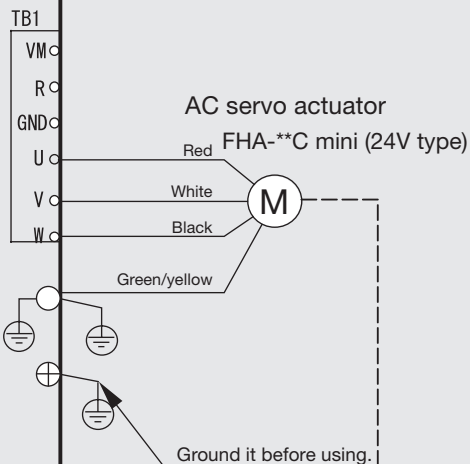 TB1
VM
R
GND
U
V
W
AC servo actuator
FHA-**C mini (24V type)
Red
White
Black
Green/yellow
M
Ground it before using.